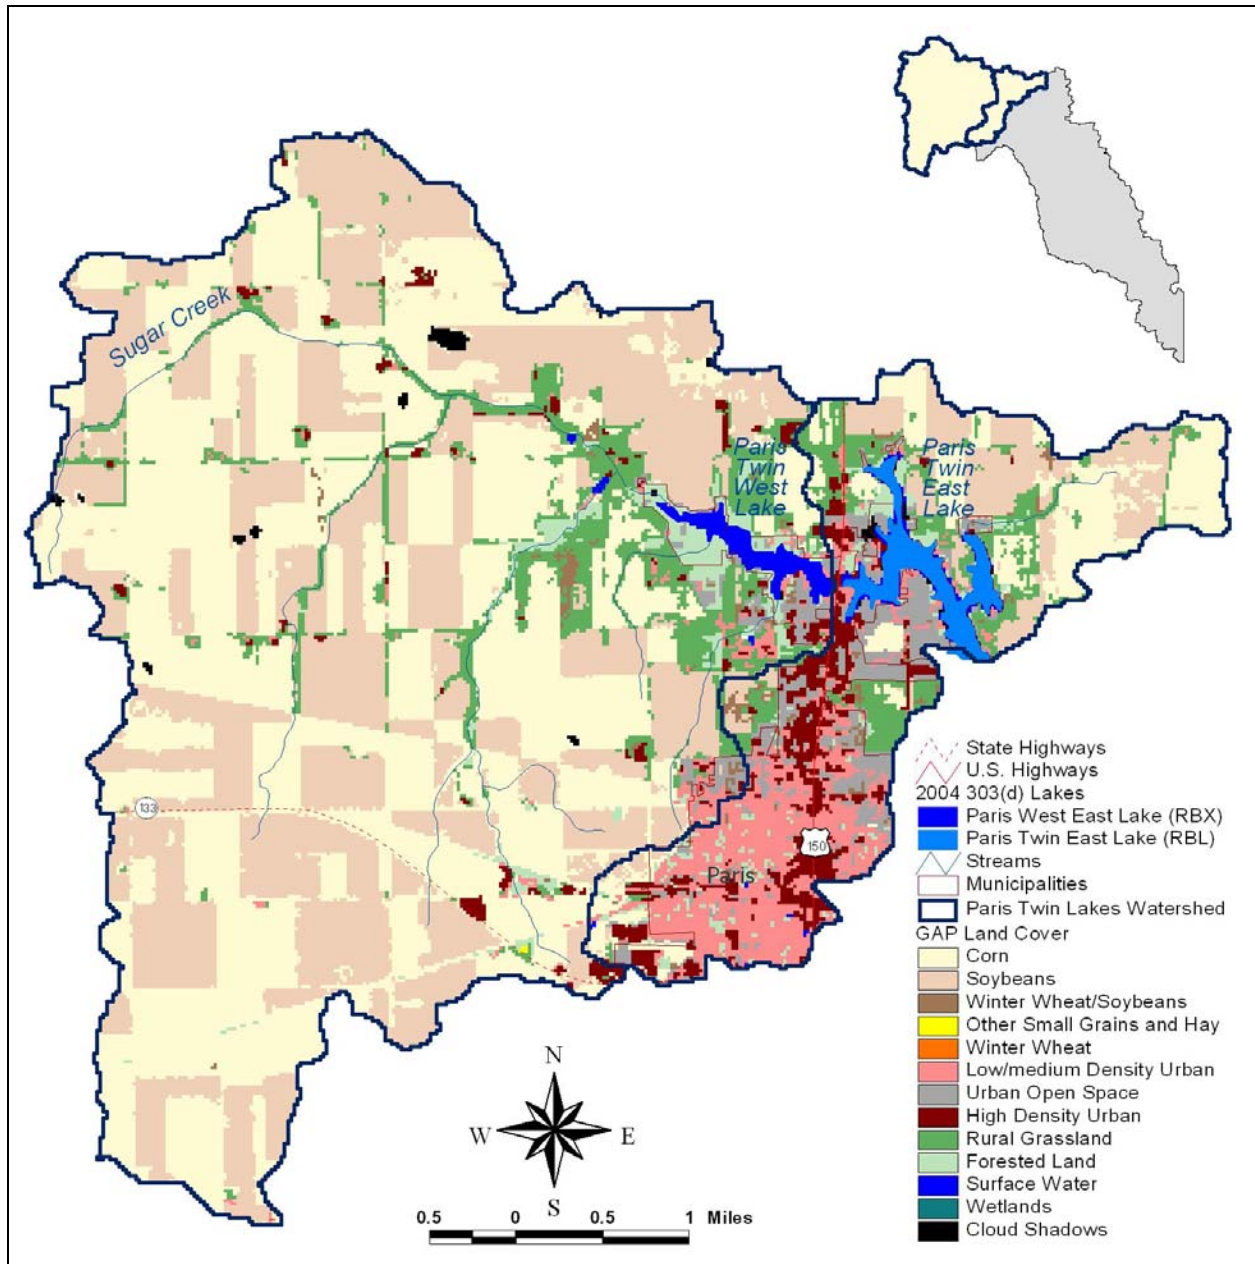 Sugar Creek
Paris
Twin
West
Lake
Paris
Twin
East
Lake
133
150
Paris
State Highways
U.S. Highways
2004 303(d) Lakes
Paris West East Lake (RBX)
Paris Twin East Lake (RBL)
Streams
Municipalities
Paris Twin Lakes Watershed
GAP Land Cover
Corn
Soybeans
Winter Wheat/Soybeans
Other Small Grains and Hay
Winter Wheat
Low/medium Density Urban
Urban Open Space
High Density Urban
Rural Grassland
Forested Land
Surface Water
Wetlands
Cloud Shadows
N
W E
S
0.5 0 0.5 1 Miles